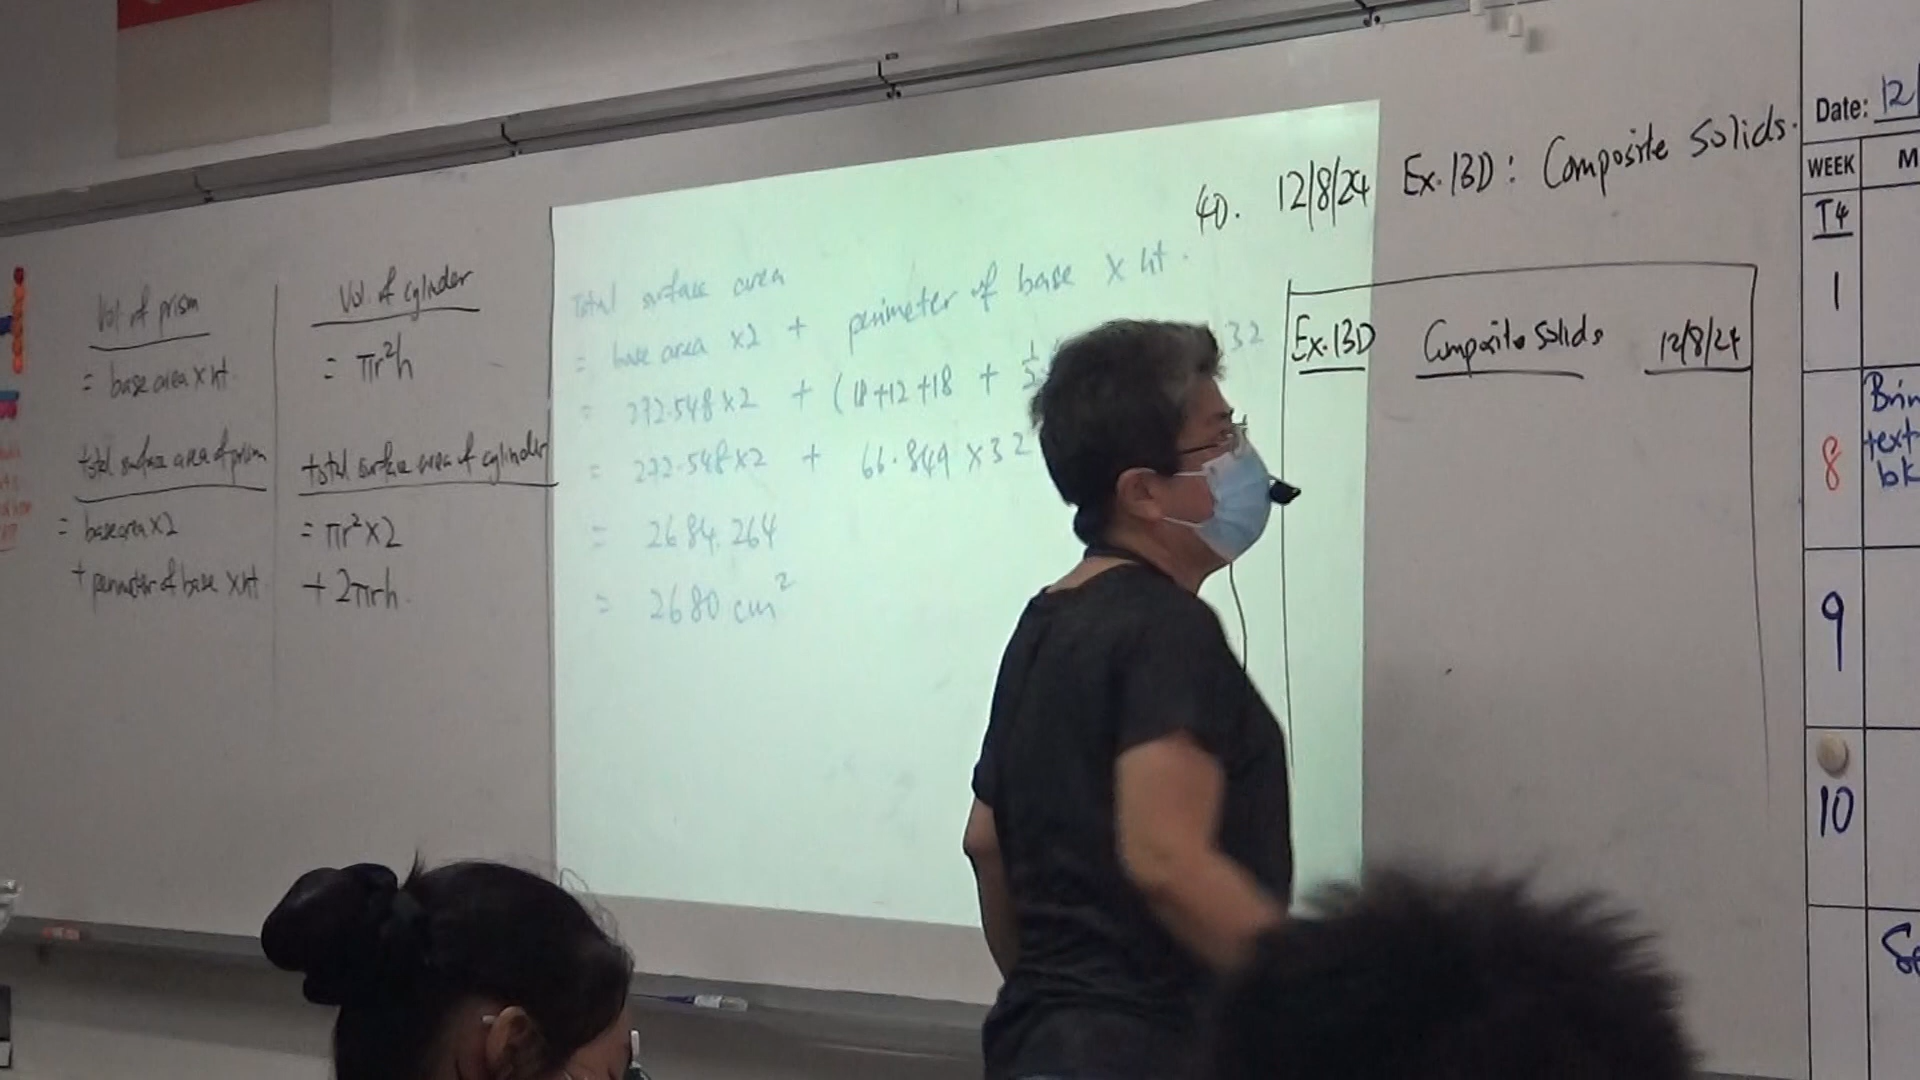 40. 12/8/24 Ex.13D: Composite Solids.
Vol. of prism
= base area x ht.
total surface area of prism
= base area x2
+ perimeter of base x ht.
Vol. of cylinder
= πr²h
total surface area of cylinder
= πr² x 2
+ 2πrh.
Total surface area
= base area x2 + perimeter of base x ht.
= 272.548 x 2 + (18+12+18 + 1/2 32
= 272.548 x 2 + 66.849 x 32
= 2684.264
= 2680 cm²
Ex.13D Composite Solids 12/8/24
Date: 12/
WEEK M
T4
1
8 Brin
text
bk
9
10